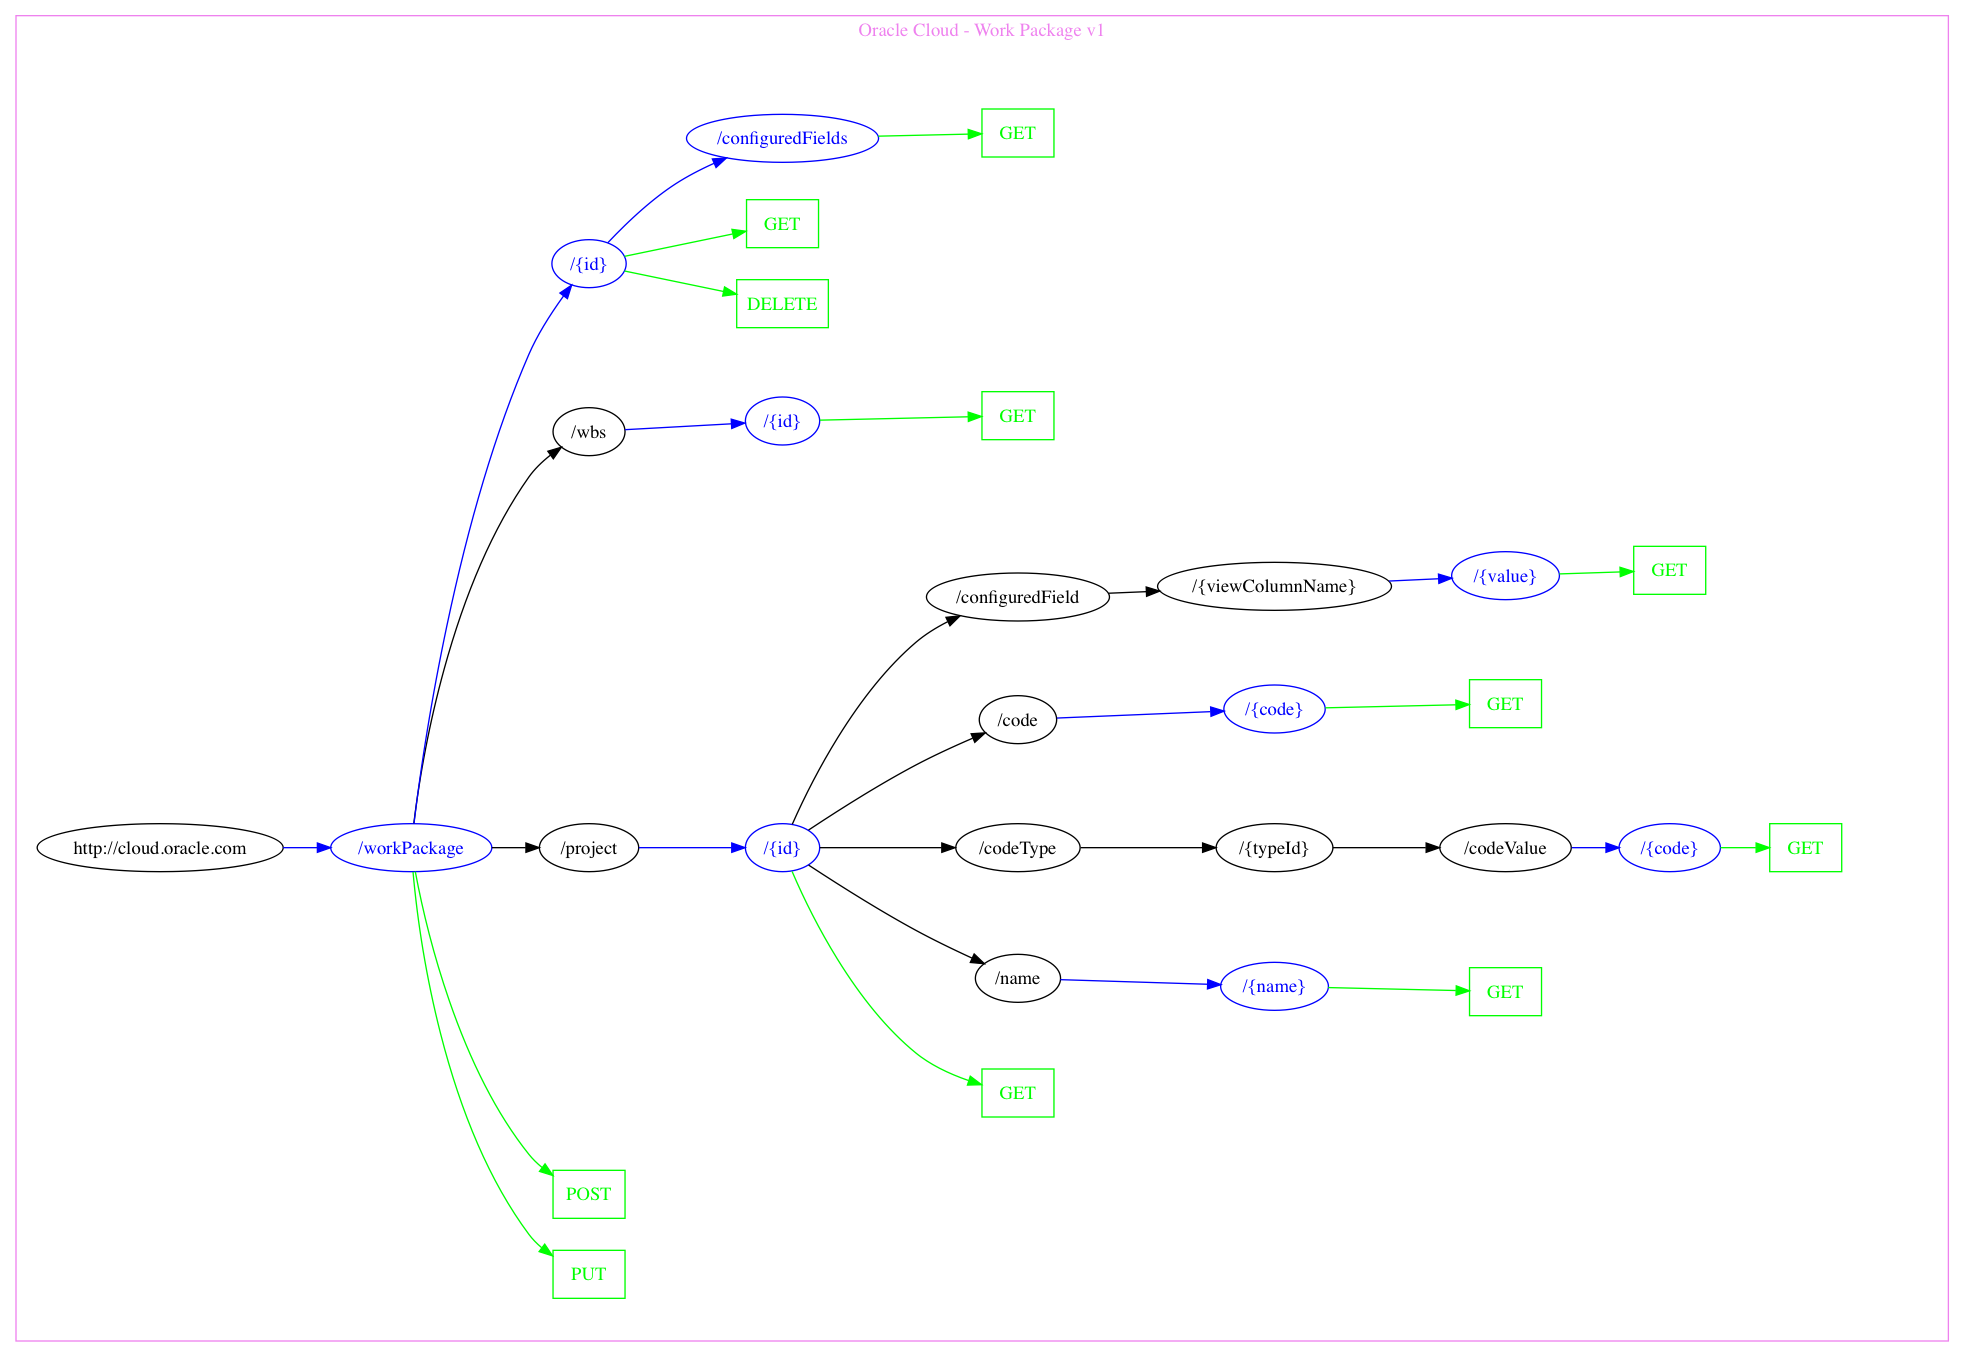 Oracle Cloud - Work Package v1
/configuredFields
GET
GET
/{id}
DELETE
/wbs
/{id}
GET
/configuredField
/{viewColumnName}
/{value}
GET
/code
/{code}
GET
http://cloud.oracle.com
/workPackage
/project
/{id}
/codeType
/{typeId}
/codeValue
/{code}
GET
/name
/{name}
GET
GET
POST
PUT